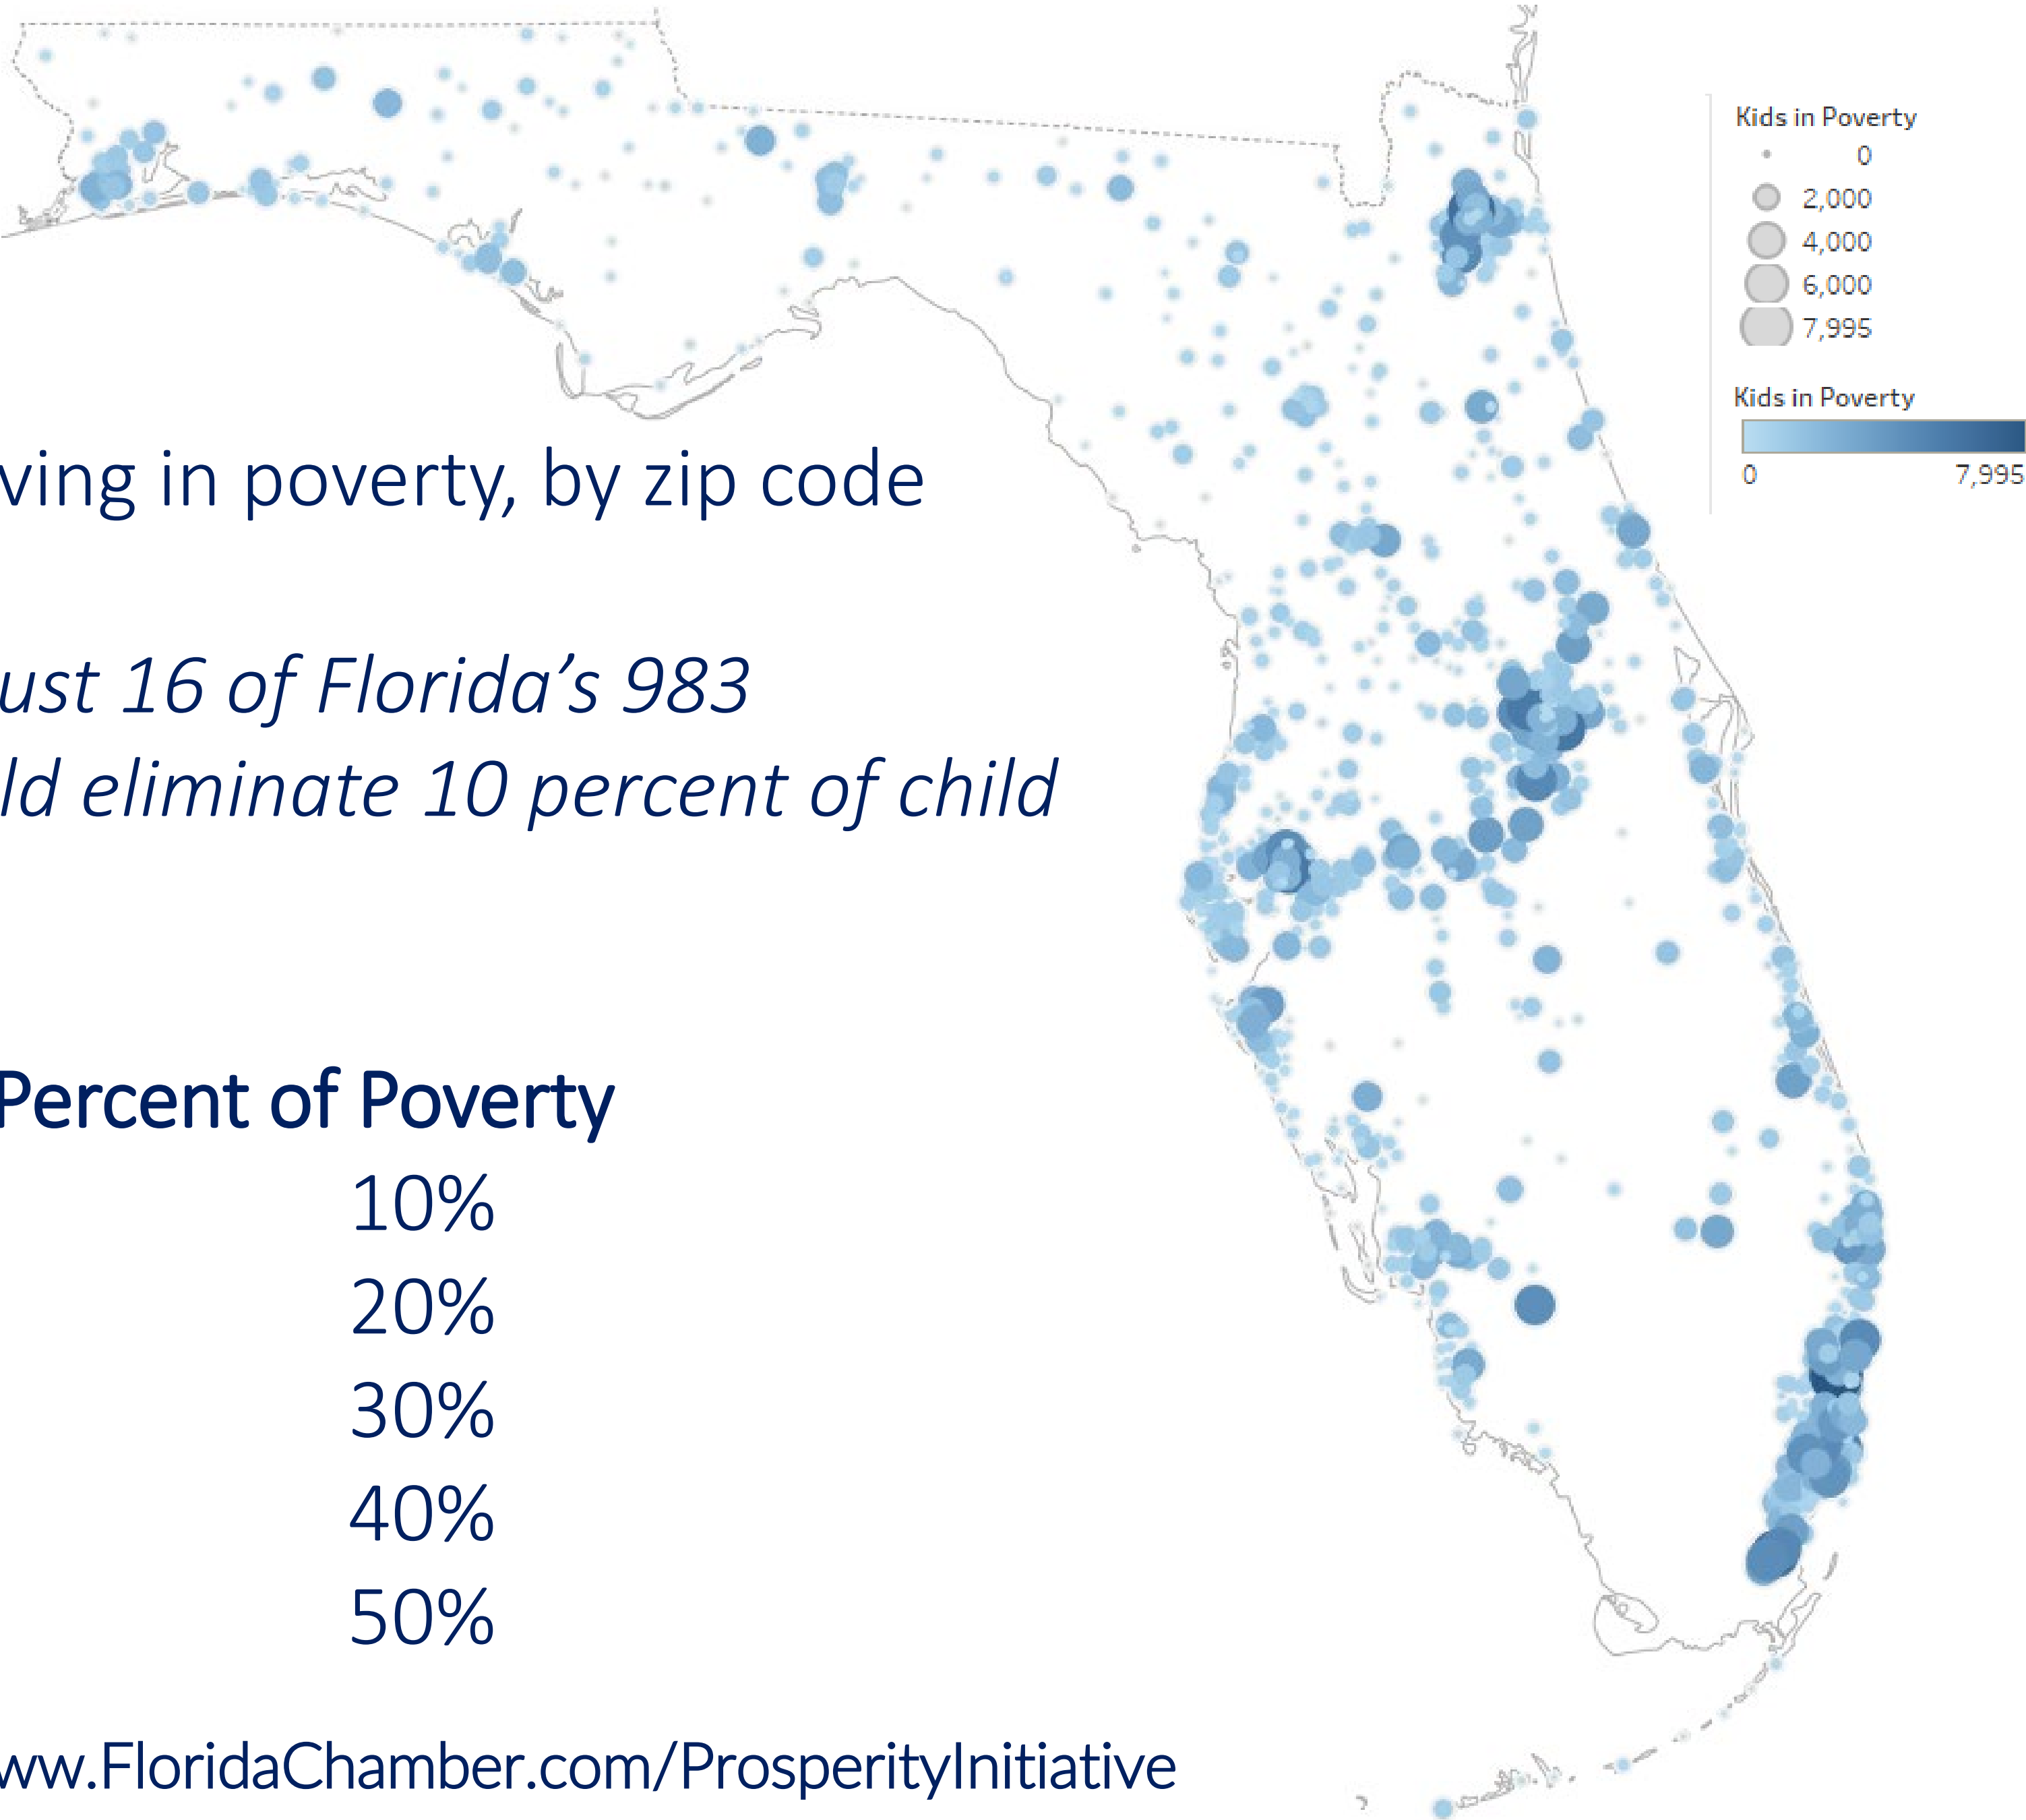 Kids in Poverty
0
2,000
4,000
6,000
7,995
Kids in Poverty
0 7,995
ving in poverty, by zip code
ust 16 of Florida’s 983
ld eliminate 10 percent of child
Percent of Poverty
10%
20%
30%
40%
50%
ww.FloridaChamber.com/ProsperityInitiative